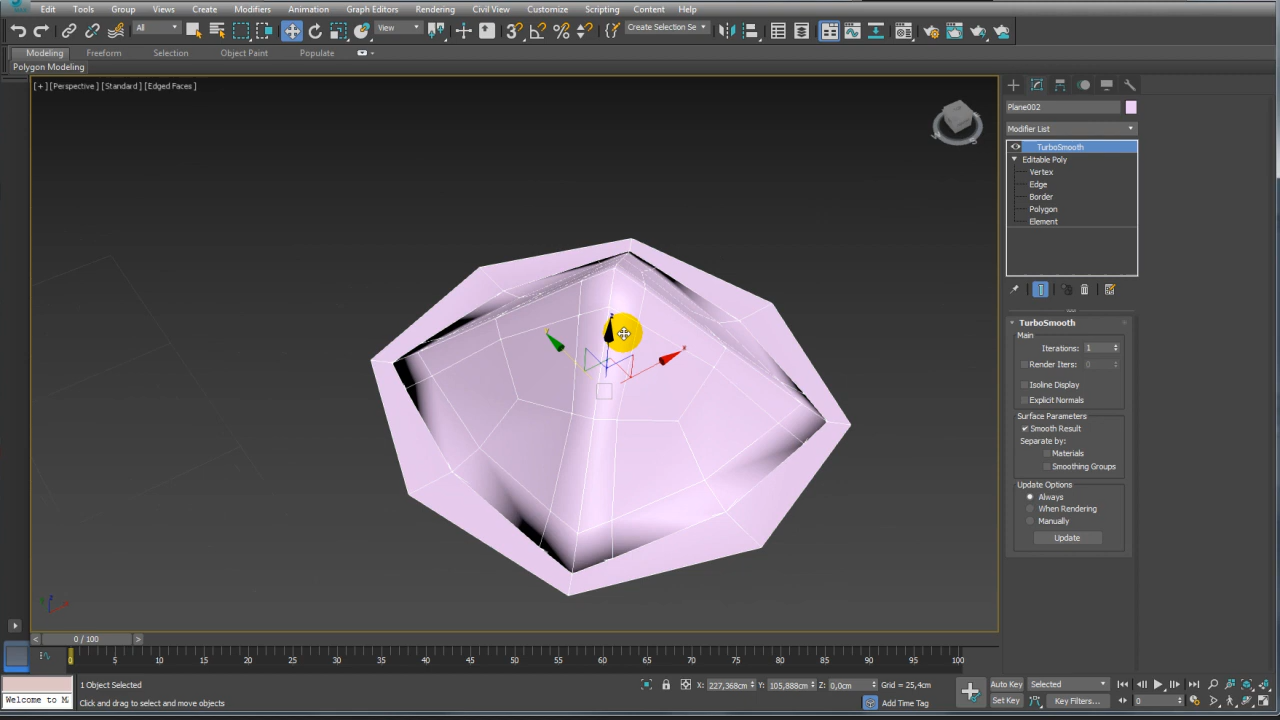 Edit Tools Group Views Create Modifiers Animation Graph Editors Rendering Civil View Customize Scripting Content Help
All View Create Selection Se
Modeling Freeform Selection Object Paint Populate
Polygon Modeling
[+] [Perspective] [Standard] [Edged Faces]
Plane002
Modifier List
TurboSmooth
Editable Poly
Vertex
Edge
Border
Polygon
Element
TurboSmooth
Main
Iterations: 1
Render Iters: 0
Isoline Display
Explicit Normals
Surface Parameters
Smooth Result
Separate by:
Materials
Smoothing Groups
Update Options
Always
When Rendering
Manually
Update
0 / 100
0 5 10 15 20 25 30 35 40 45 50 55 60 65 70 75 80 85 90 95 100
1 Object Selected X: 227,368cm Y: 105,888cm Z: 0,0cm Grid = 25,4cm Auto Key Selected
Welcome to M Click and drag to select and move objects Add Time Tag Set Key Key Filters... 0